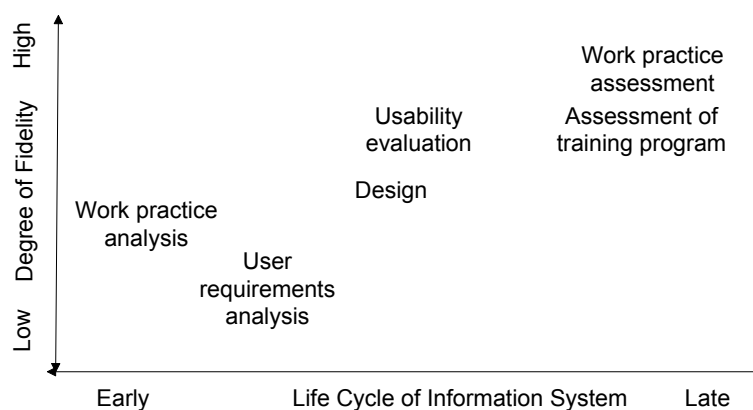 High
Degree of Fidelity
Low
Work practice
assessment
Usability
evaluation
Assessment of
training program
Design
Work practice
analysis
User
requirements
analysis
Early
Life Cycle of Information System
Late